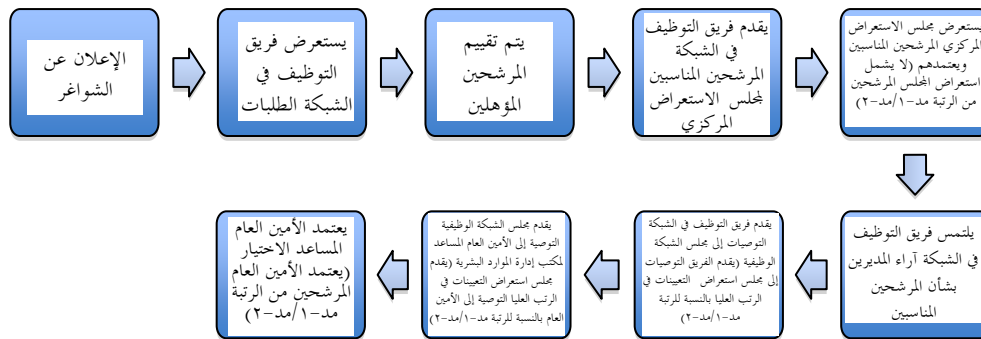 الإعلان عن
الشواغر
يستعرض فريق
التوظيف في
الشبكة الطلبات
يتم تقييم
المرشحين
المؤهلين
يقدم فريق التوظيف
في الشبكة
المرشحين المناسبين
لمجلس الاستعراض
المركزي
يستعرض مجلس الاستعراض
المركزي المرشحين المناسبين
ويعتمدهم (لا يشمل
استعراض المجلس المرشحين
من الرتبة مد-١/مد-٢)
يلتمس فريق التوظيف
في الشبكة آراء المديرين
بشأن المرشحين
المناسبين
يقدم فريق التوظيف في الشبكة
التوصيات إلى مجلس الشبكة
الوظيفية (يقدم الفريق التوصيات
إلى مجلس استعراض التعيينات في
الرتب العليا بالنسبة للرتبة
مد-١/مد-٢)
يقدم مجلس الشبكة الوظيفية
التوصية إلى الأمين العام المساعد
لمكتب إدارة الموارد البشرية (يقدم
مجلس استعراض التعيينات في
الرتب العليا التوصية إلى الأمين
العام بالنسبة للرتبة مد-١/مد-٢)
يعتمد الأمين العام
المساعد الاختيار
(يعتمد الأمين العام
المرشحين من الرتبة
مد-١/مد-٢)